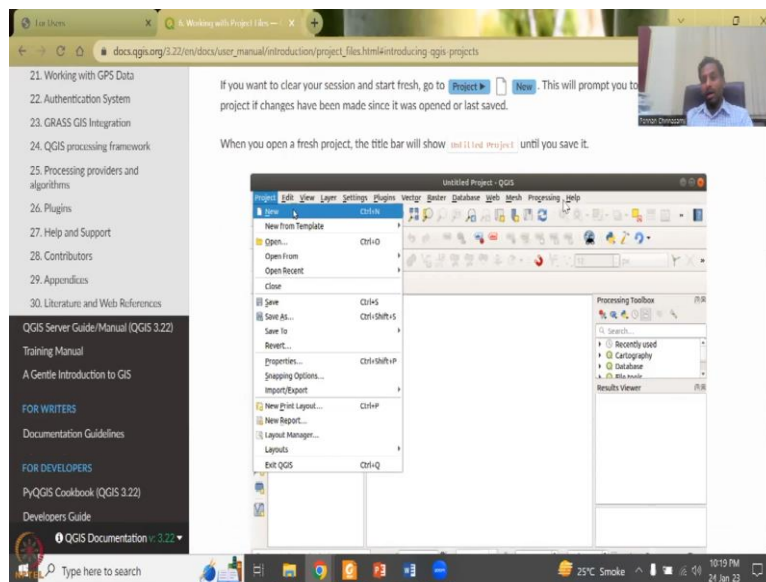 For Users
6. Working with Project Files —
docs.qgis.org/3.22/en/docs/user_manual/introduction/project_files.html#introducing-qgis-projects
21. Working with GPS Data
22. Authentication System
23. GRASS GIS Integration
24. QGIS processing framework
25. Processing providers and
algorithms
26. Plugins
27. Help and Support
28. Contributors
29. Appendices
30. Literature and Web References
QGIS Server Guide/Manual (QGIS 3.22)
Training Manual
A Gentle Introduction to GIS
FOR WRITERS
Documentation Guidelines
FOR DEVELOPERS
PyQGIS Cookbook (QGIS 3.22)
Developers Guide
QGIS Documentation v: 3.22
NPTEL
If you want to clear your session and start fresh, go to Project ► New . This will prompt you to
project if changes have been made since it was opened or last saved.
When you open a fresh project, the title bar will show Untitled Project until you save it.
Untitled Project - QGIS
Project Edit View Layer Settings Plugins Vector Raster Database Web Mesh Processing Help
New Ctrl+N
New from Template
Open... Ctrl+O
Open From
Open Recent
Close
Save Ctrl+S
Save As... Ctrl+Shift+S
Save To
Revert...
Properties... Ctrl+Shift+P
Snapping Options...
Import/Export
New Print Layout... Ctrl+P
New Report...
Layout Manager...
Layouts
Exit QGIS Ctrl+Q
12 px
Processing Toolbox
Search...
Recently used
Cartography
Database
File tools
Results Viewer
Type here to search
25°C Smoke
10:19 PM
24 Jan 23